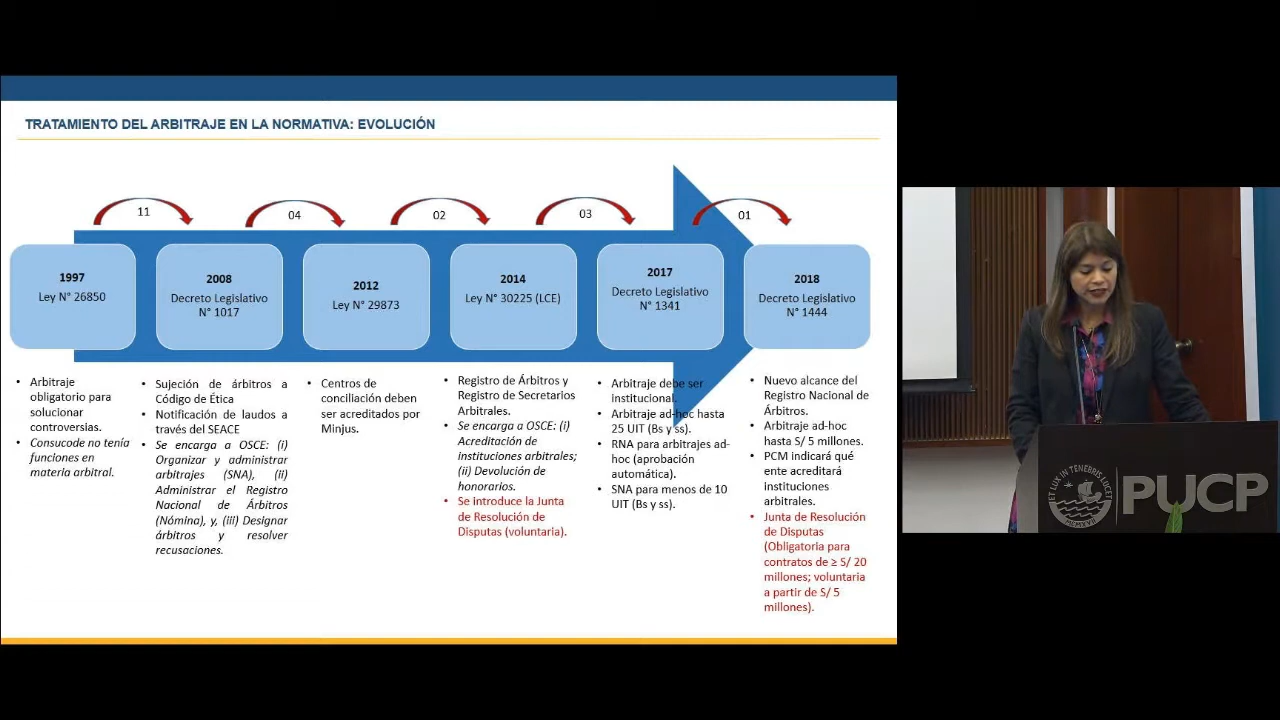 TRATAMIENTO DEL ARBITRAJE EN LA NORMATIVA: EVOLUCIÓN
11
04
02
03
01
1997
Ley N° 26850
2008
Decreto Legislativo
N° 1017
2012
Ley N° 29873
2014
Ley N° 30225 (LCE)
2017
Decreto Legislativo
N° 1341
2018
Decreto Legislativo
N° 1444
• Arbitraje
obligatorio para
solucionar
controversias.
• Consucode no tenía
funciones en
materia arbitral.
• Sujeción de árbitros a
Código de Ética
• Notificación de laudos a
través del SEACE
• Se encarga a OSCE: (i)
Organizar y administrar
arbitrajes (SNA), (ii)
Administrar el Registro
Nacional de Árbitros
(Nómina), y, (iii) Designar
árbitros y resolver
recusaciones.
• Centros de
conciliación deben
ser acreditados por
Minjus.
• Registro de Árbitros y
Registro de Secretarios
Arbitrales.
• Se encarga a OSCE: (i)
Acreditación de
instituciones arbitrales;
(ii) Devolución de
honorarios.
• Se introduce la Junta
de Resolución de
Disputas (voluntaria).
• Arbitraje debe ser
institucional.
• Arbitraje ad-hoc hasta
25 UIT (Bs y ss).
• RNA para arbitrajes ad-
hoc (aprobación
automática).
• SNA para menos de 10
UIT (Bs y ss).
• Nuevo alcance del
Registro Nacional de
Árbitros.
• Arbitraje ad-hoc
hasta S/ 5 millones.
• PCM indicará qué
ente acreditará
instituciones
arbitrales.
• Junta de Resolución
de Disputas
(Obligatoria para
contratos de ≥ S/ 20
millones; voluntaria
a partir de S/ 5
millones).
ET LUX IN TENEBRIS LUCET
MCMXVII
PUCP